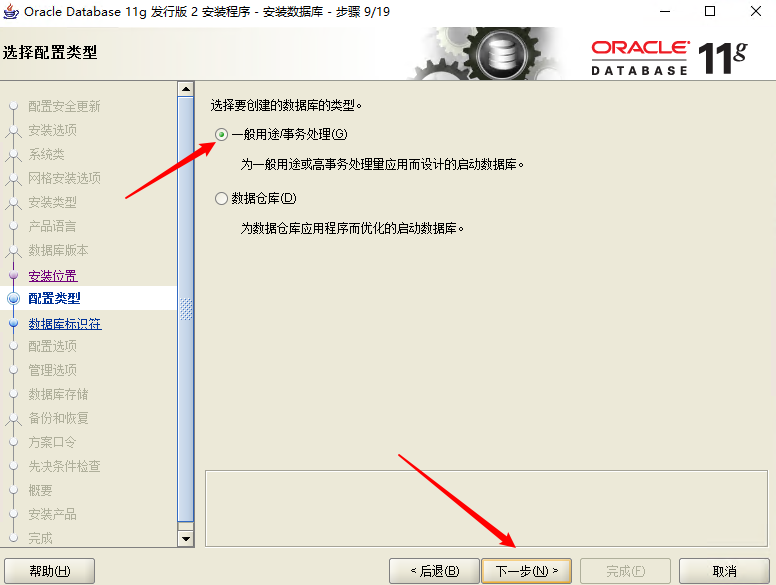 Oracle Database 11g 发行版 2 安装程序 - 安装数据库 - 步骤 9/19
选择配置类型
ORACLE
DATABASE
11g
配置安全更新
安装选项
系统类
网格安装选项
安装类型
产品语言
数据库版本
安装位置
配置类型
数据库标识符
配置选项
管理选项
数据库存储
备份和恢复
方案口令
先决条件检查
概要
安装产品
完成
选择要创建的数据库的类型。
一般用途/事务处理(G)
为一般用途或高事务处理量应用而设计的启动数据库。
数据仓库(D)
为数据仓库应用程序而优化的启动数据库。
帮助(H)
< 后退(B)
下一步(N) >
完成(F)
取消